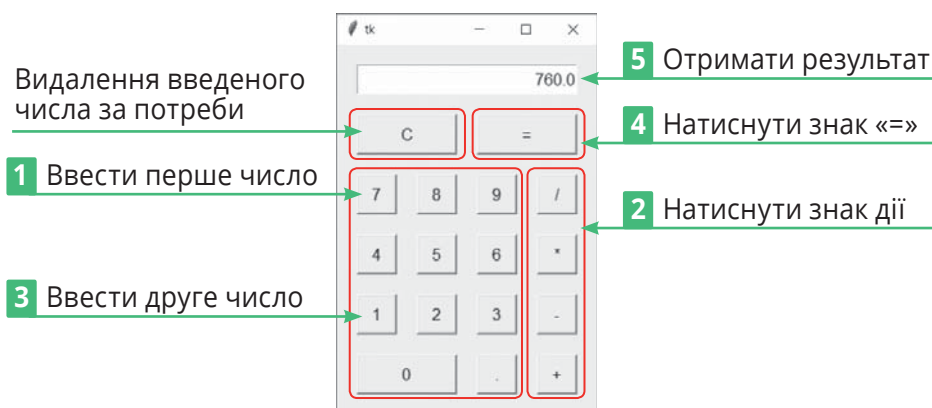 tk
760.0
5 Отримати результат
Видалення введеного
числа за потреби
C =
4 Натиснути знак «=»
1 Ввести перше число
7 8 9 /
2 Натиснути знак дії
4 5 6 *
3 Ввести друге число
1 2 3 -
0 . +